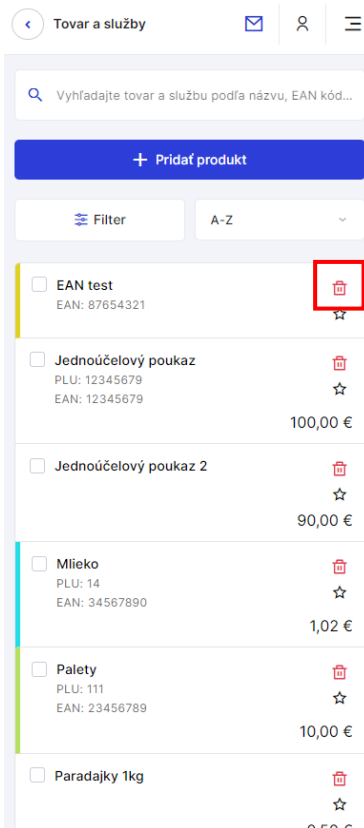 Tovar a služby
Vyhľadajte tovar a službu podľa názvu, EAN kód...
+ Pridať produkt
Filter
A-Z
EAN test
EAN: 87654321
Jednoúčelový poukaz
PLU: 12345679
EAN: 12345679
100,00 €
Jednoúčelový poukaz 2
90,00 €
Mlieko
PLU: 14
EAN: 34567890
1,02 €
Palety
PLU: 111
EAN: 23456789
10,00 €
Paradajky 1kg